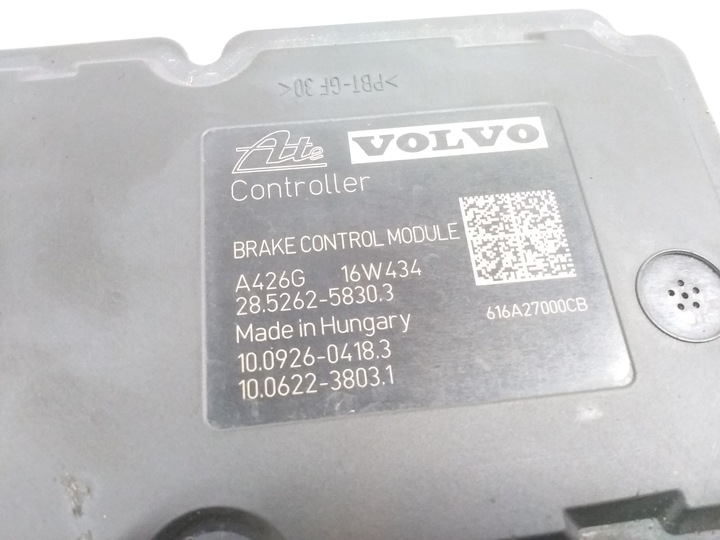 >PBT-GF 30<
Ate VOLVO
Controller
BRAKE CONTROL MODULE
A426G 16W434
28.5262-5830.3
616A27000CB
Made in Hungary
10.0926-0418.3
10.0622-3803.1